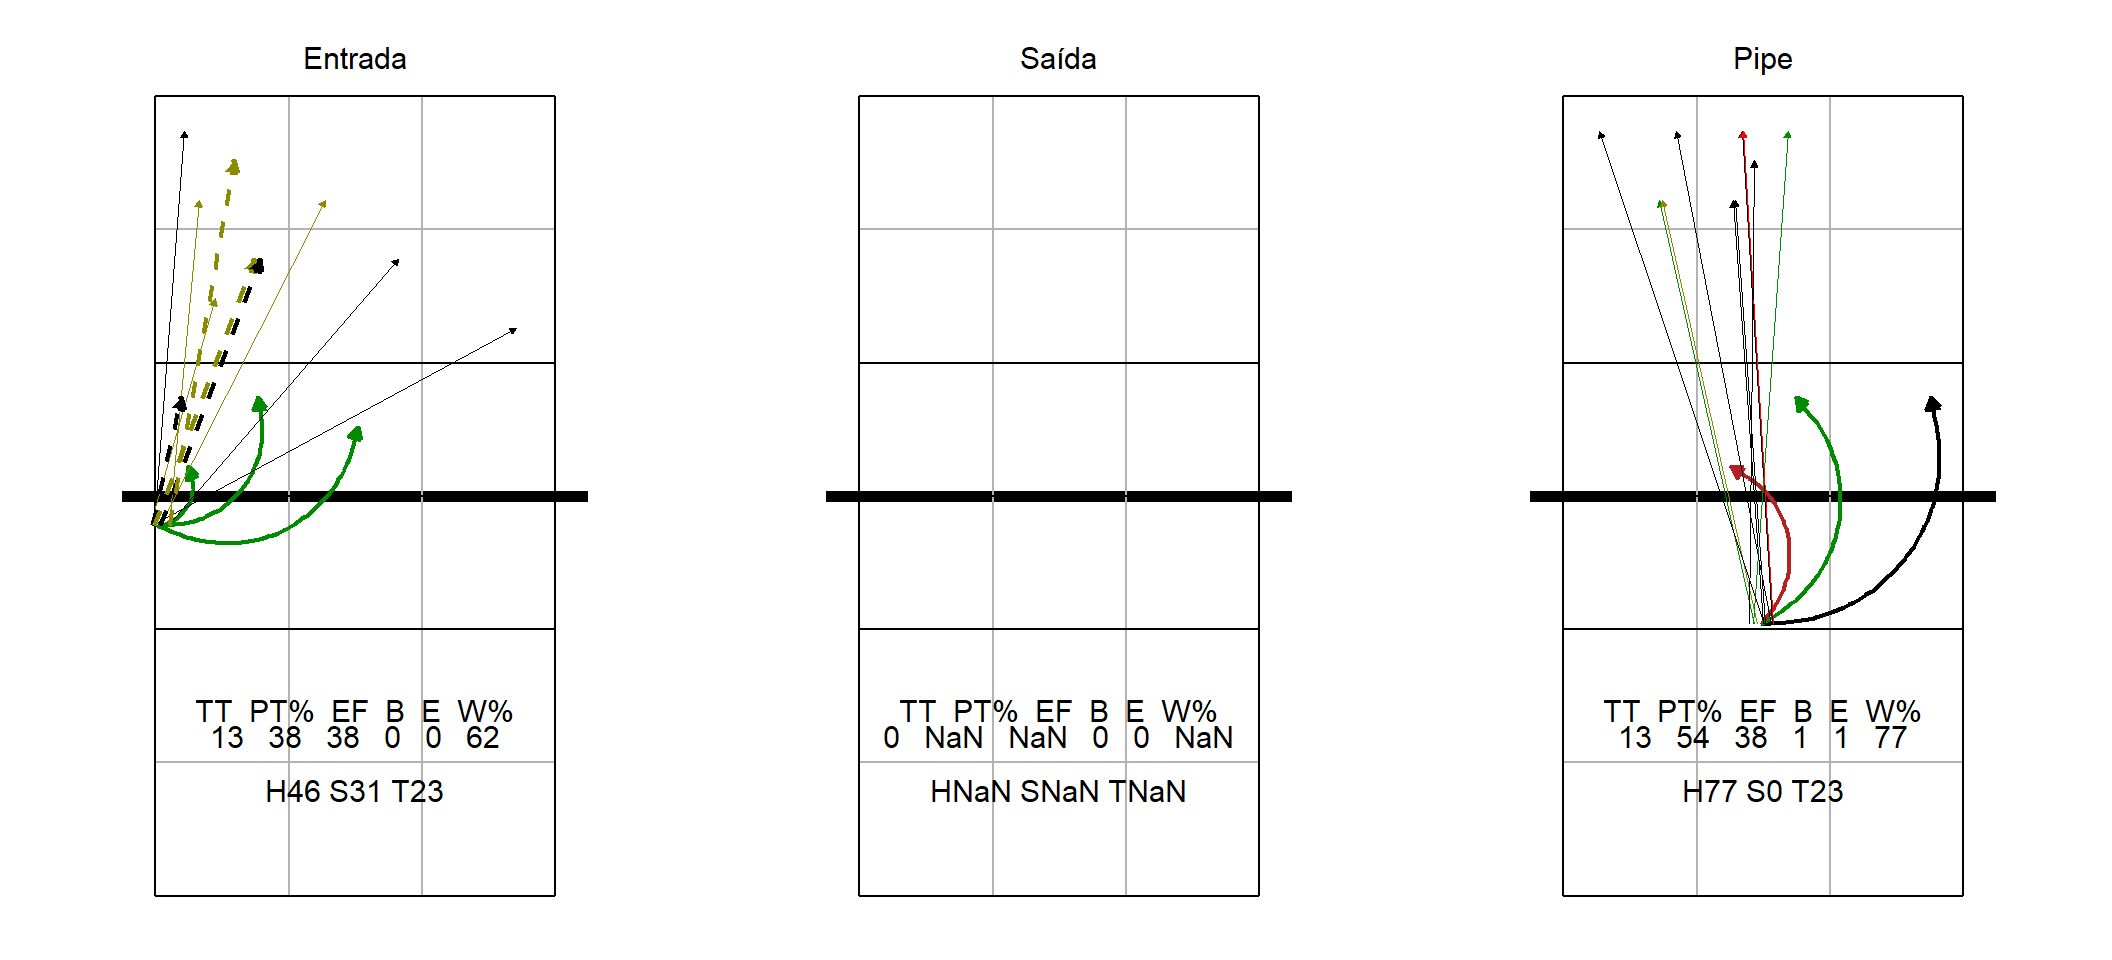 Entrada
TT PT% EF B E W%
13 38 38 0 0 62
H46 S31 T23
Saída
TT PT% EF B E W%
0 NaN NaN 0 0 NaN
HNaN SNaN TNaN
Pipe
TT PT% EF B E W%
13 54 38 1 1 77
H77 S0 T23